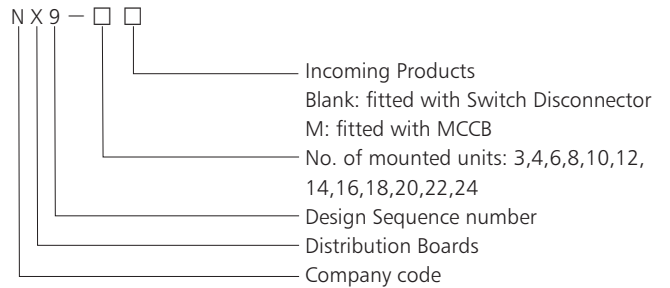 NX9-□ □
Incoming Products
Blank: fitted with Switch Disconnector
M: fitted with MCCB
No. of mounted units: 3,4,6,8,10,12,
14,16,18,20,22,24
Design Sequence number
Distribution Boards
Company code